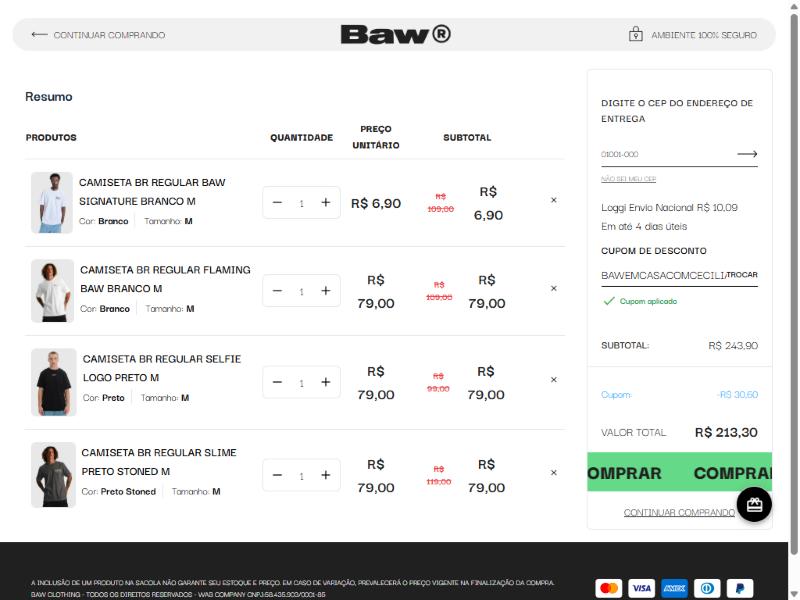 CONTINUAR COMPRANDO
Baw®
AMBIENTE 100% SEGURO
Resumo
PRODUTOS
QUANTIDADE
PREÇO
UNITÁRIO
SUBTOTAL
CAMISETA BR REGULAR BAW
SIGNATURE BRANCO M
Cor: Branco
Tamanho: M
1
R$ 6,90
R$
109,00
R$
6,90
CAMISETA BR REGULAR FLAMING
BAW BRANCO M
Cor: Branco
Tamanho: M
1
R$
79,00
R$
109,00
R$
79,00
CAMISETA BR REGULAR SELFIE
LOGO PRETO M
Cor: Preto
Tamanho: M
1
R$
79,00
R$
99,00
R$
79,00
CAMISETA BR REGULAR SLIME
PRETO STONED M
Cor: Preto Stoned
Tamanho: M
1
R$
79,00
R$
119,00
R$
79,00
DIGITE O CEP DO ENDEREÇO DE
ENTREGA
01001-000
NÃO SEI MEU CEP
Loggi Envio Nacional R$ 10,09
Em até 4 dias úteis
CUPOM DE DESCONTO
BAWEMCASACOMCECILI
TROCAR
Cupom aplicado
SUBTOTAL:
R$ 243,90
Cupom:
-R$ 30,60
VALOR TOTAL
R$ 213,30
OMPRAR COMPRA
CONTINUAR COMPRANDO
A INCLUSÃO DE UM PRODUTO NA SACOLA NÃO GARANTE SEU ESTOQUE E PREÇO. EM CASO DE VARIAÇÃO, PREVALECERÁ O PREÇO VIGENTE NA FINALIZAÇÃO DA COMPRA.
BAW CLOTHING - TODOS OS DIREITOS RESERVADOS - WAB COMPANY CNPJ:58.435.903/0001-85
VISA
AMEX